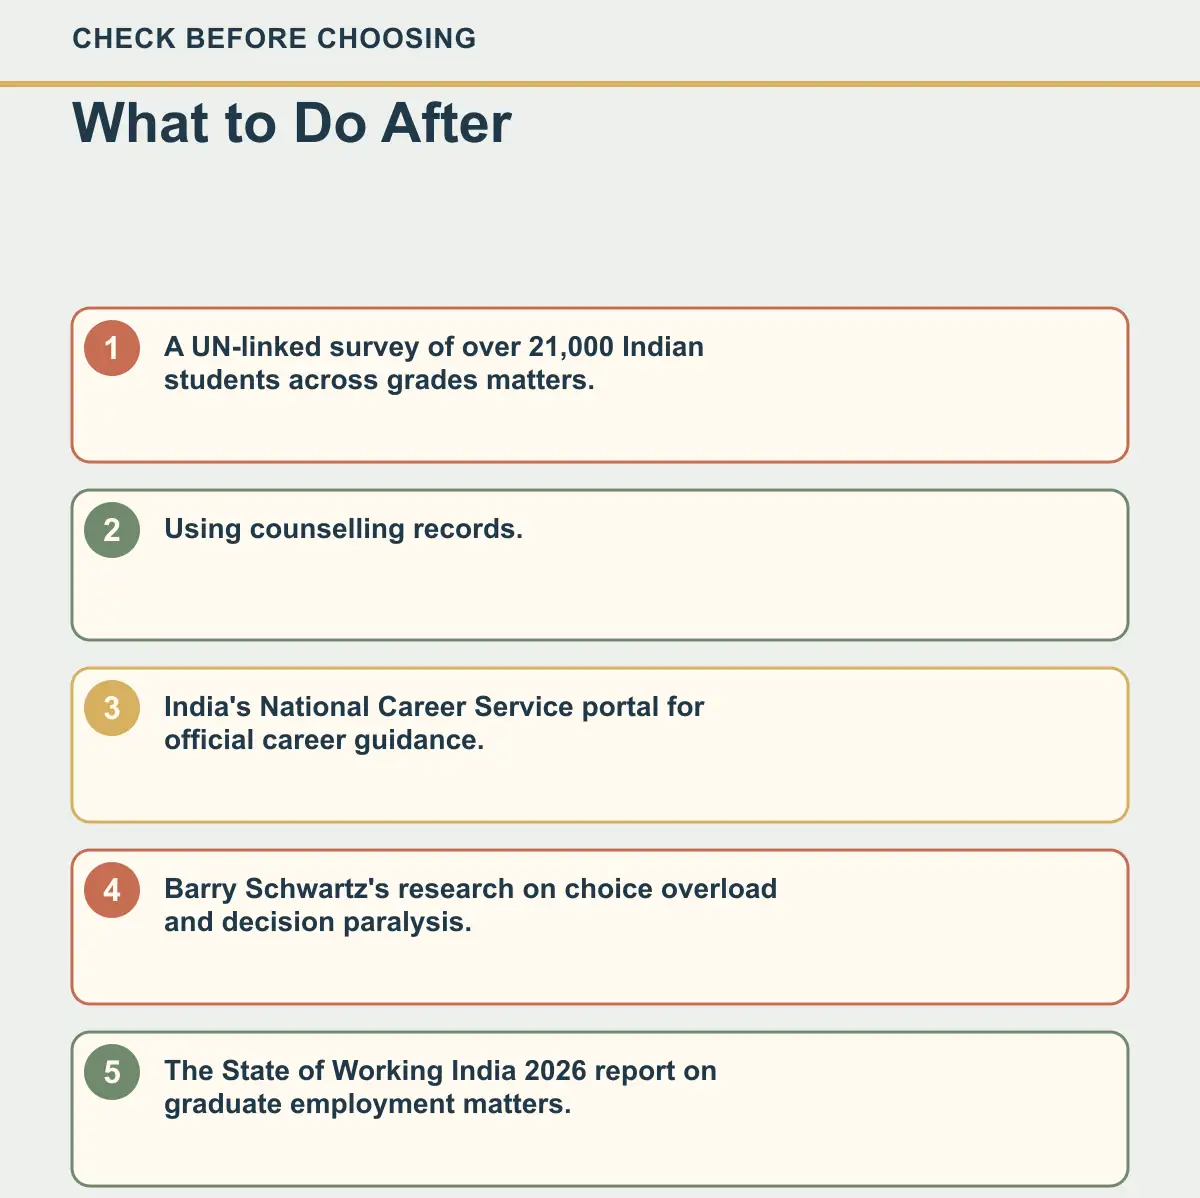 CHECK BEFORE CHOOSING
What to Do After
1
A UN-linked survey of over 21,000 Indian
students across grades matters.
2
Using counselling records.
3
India's National Career Service portal for
official career guidance.
4
Barry Schwartz's research on choice overload
and decision paralysis.
5
The State of Working India 2026 report on
graduate employment matters.